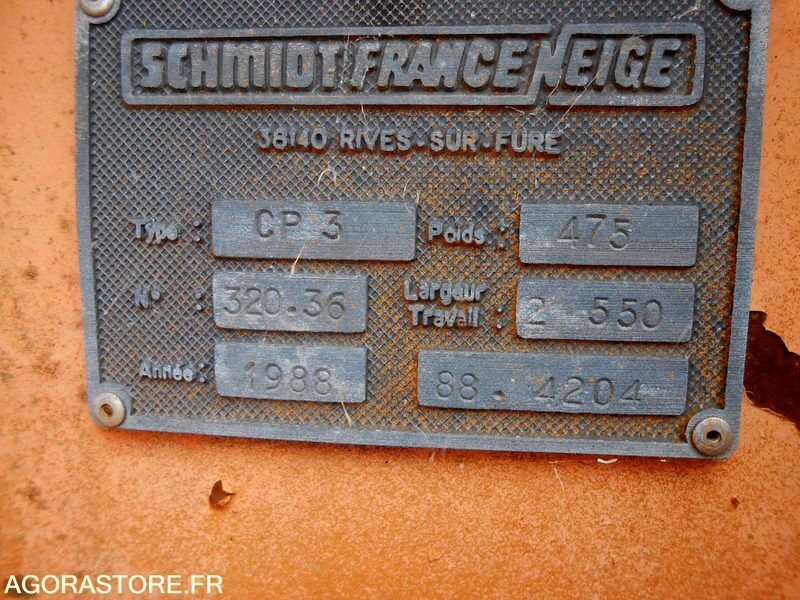 SCHMIDT FRANCE NEIGE
38140 RIVES-SUR-FURE
Type : CP 3 Poids : 475
N° : 320.36 Largeur Travail : 2 550
Année : 1988 88. 4204
AGORASTORE.FR